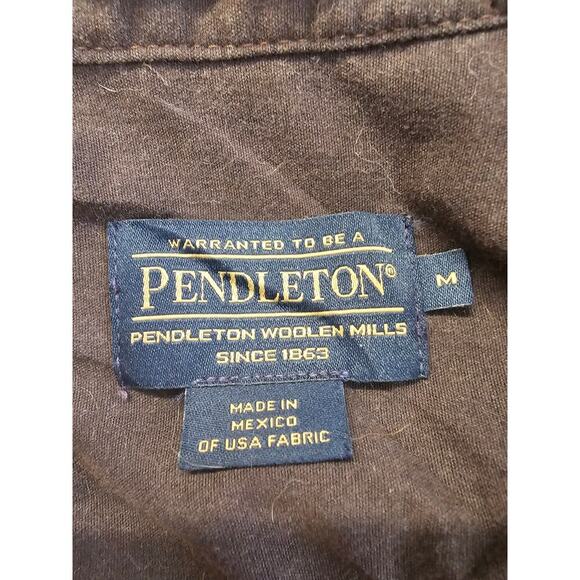 WARRANTED TO BE A
PENDLETON®
PENDLETON WOOLEN MILLS
SINCE 1863
M
MADE IN
MEXICO
OF USA FABRIC